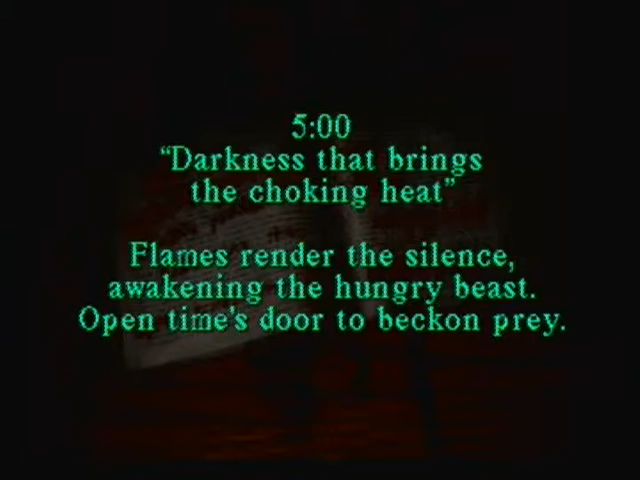 5:00
“Darkness that brings
the choking heat”
Flames render the silence,
awakening the hungry beast.
Open time's door to beckon prey.